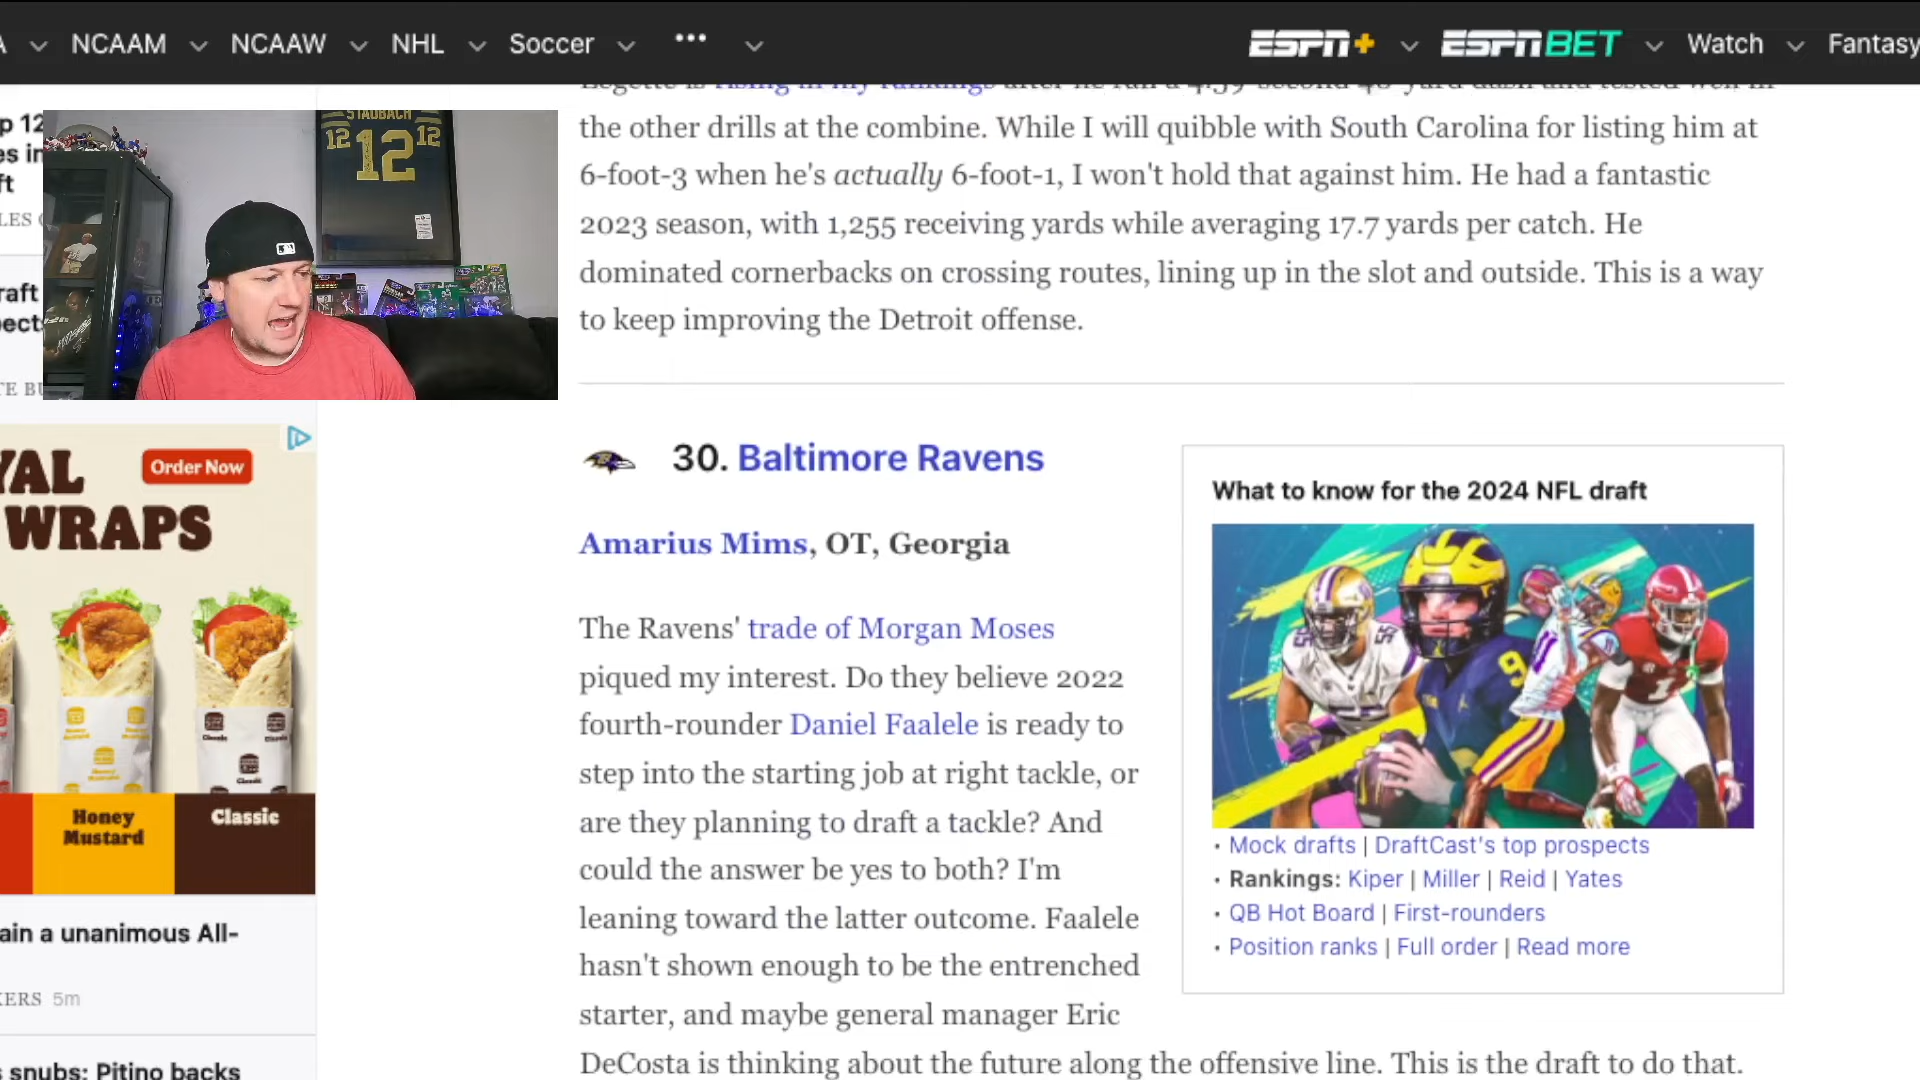 NCAAM NCAAW NHL Soccer ••• ESPN+ ESPN BET Watch Fantasy
the other drills at the combine. While I will quibble with South Carolina for listing him at
6-foot-3 when he's actually 6-foot-1, I won't hold that against him. He had a fantastic
2023 season, with 1,255 receiving yards while averaging 17.7 yards per catch. He
dominated cornerbacks on crossing routes, lining up in the slot and outside. This is a way
to keep improving the Detroit offense.
STAUBACH
12 12 12
Order Now
WRAPS
Honey
Mustard
Classic
ain a unanimous All-
KERS 5m
snubs: Pitino backs
30. Baltimore Ravens
Amarius Mims, OT, Georgia
The Ravens' trade of Morgan Moses
piqued my interest. Do they believe 2022
fourth-rounder Daniel Faalele is ready to
step into the starting job at right tackle, or
are they planning to draft a tackle? And
could the answer be yes to both? I'm
leaning toward the latter outcome. Faalele
hasn't shown enough to be the entrenched
starter, and maybe general manager Eric
DeCosta is thinking about the future along the offensive line. This is the draft to do that.
What to know for the 2024 NFL draft
• Mock drafts | DraftCast's top prospects
• Rankings: Kiper | Miller | Reid | Yates
• QB Hot Board | First-rounders
• Position ranks | Full order | Read more